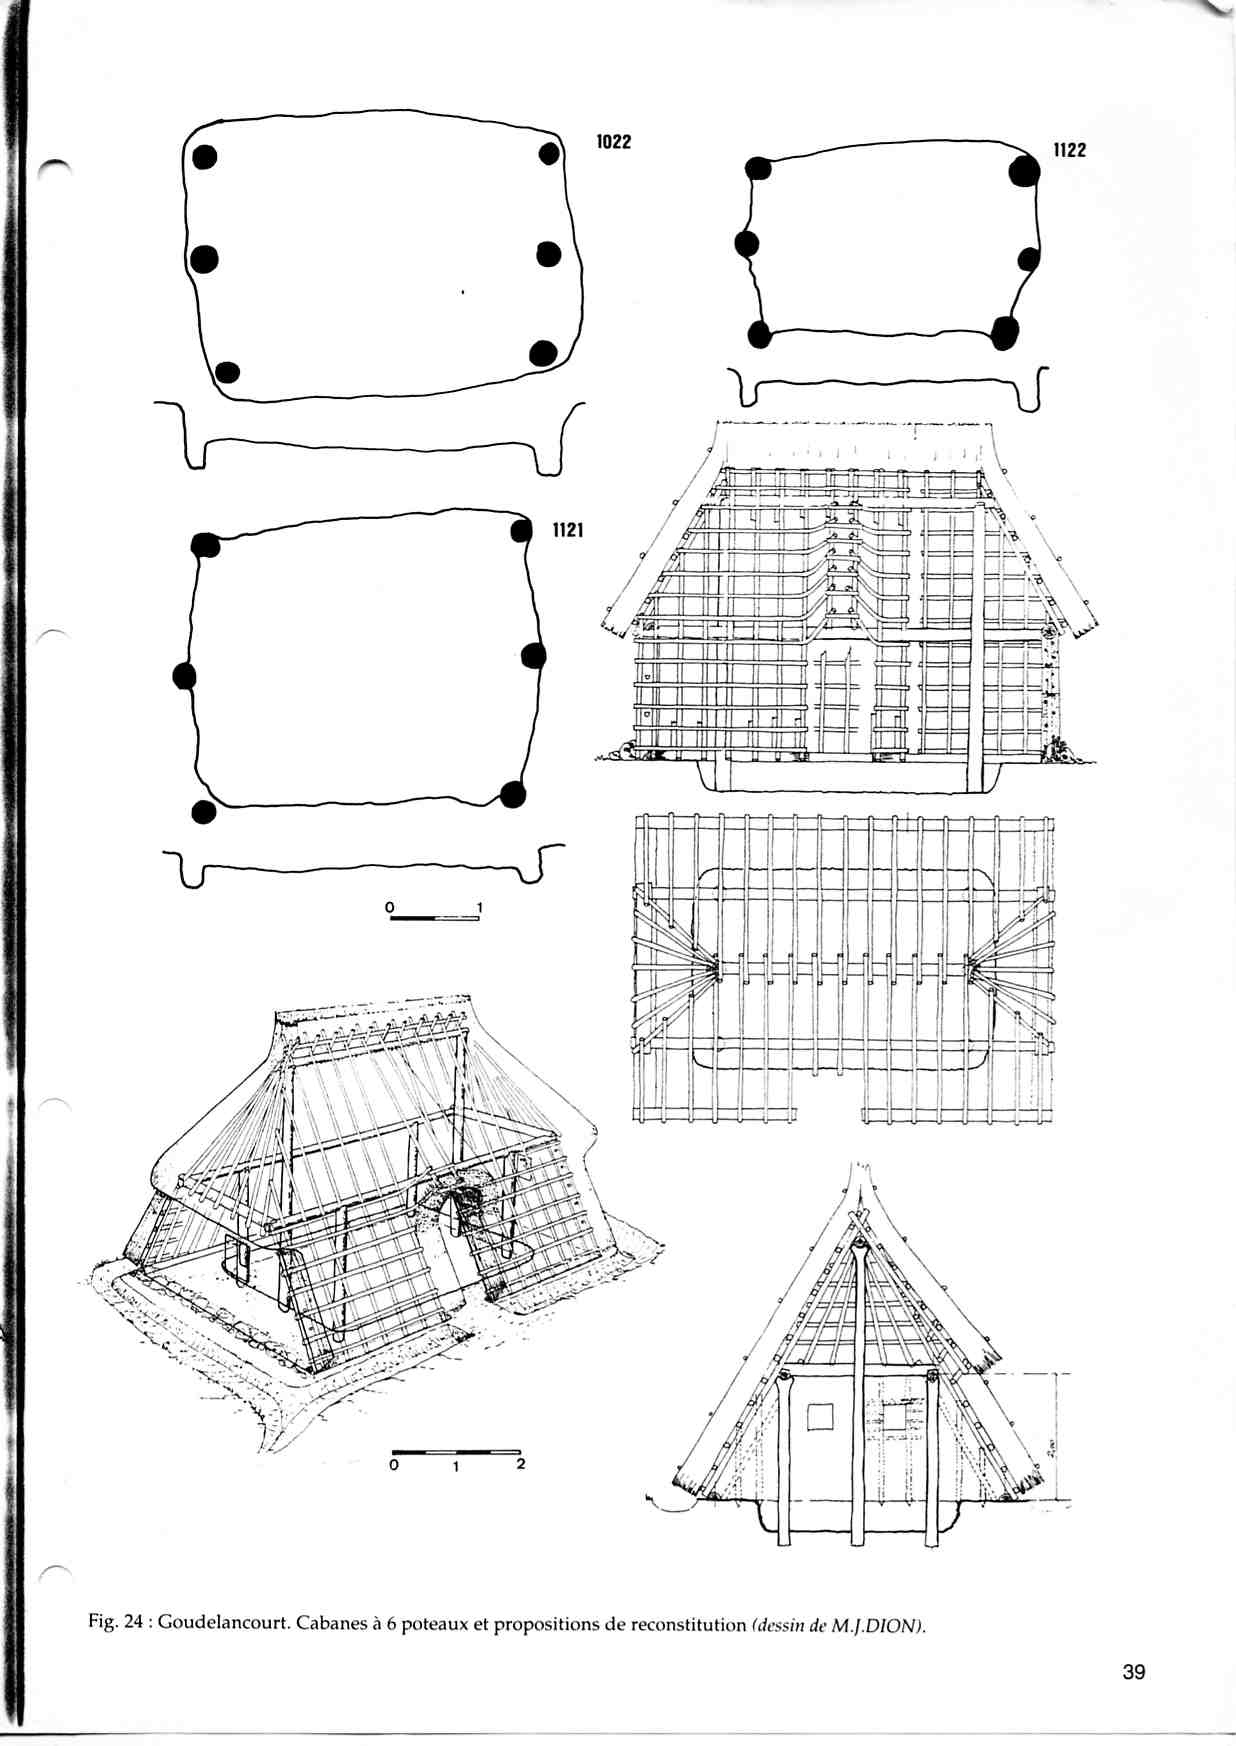 1022
1122
1121
0 1
0 1 2
Fig. 24 : Goudelancourt. Cabanes à 6 poteaux et propositions de reconstitution (dessin de M.J.DION).
39